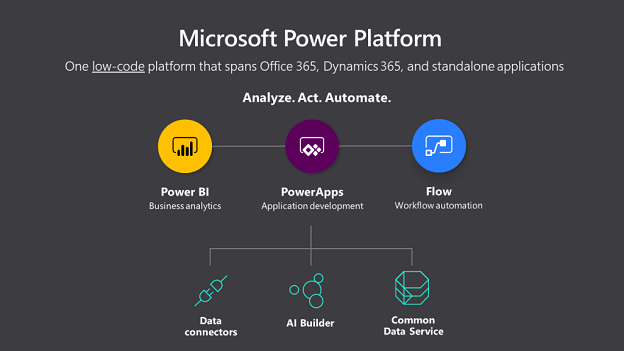 Microsoft Power Platform
One low-code platform that spans Office 365, Dynamics 365, and standalone applications
Analyze. Act. Automate.
Power BI
Business analytics
PowerApps
Application development
Flow
Workflow automation
Data
connectors
AI Builder
Common
Data Service